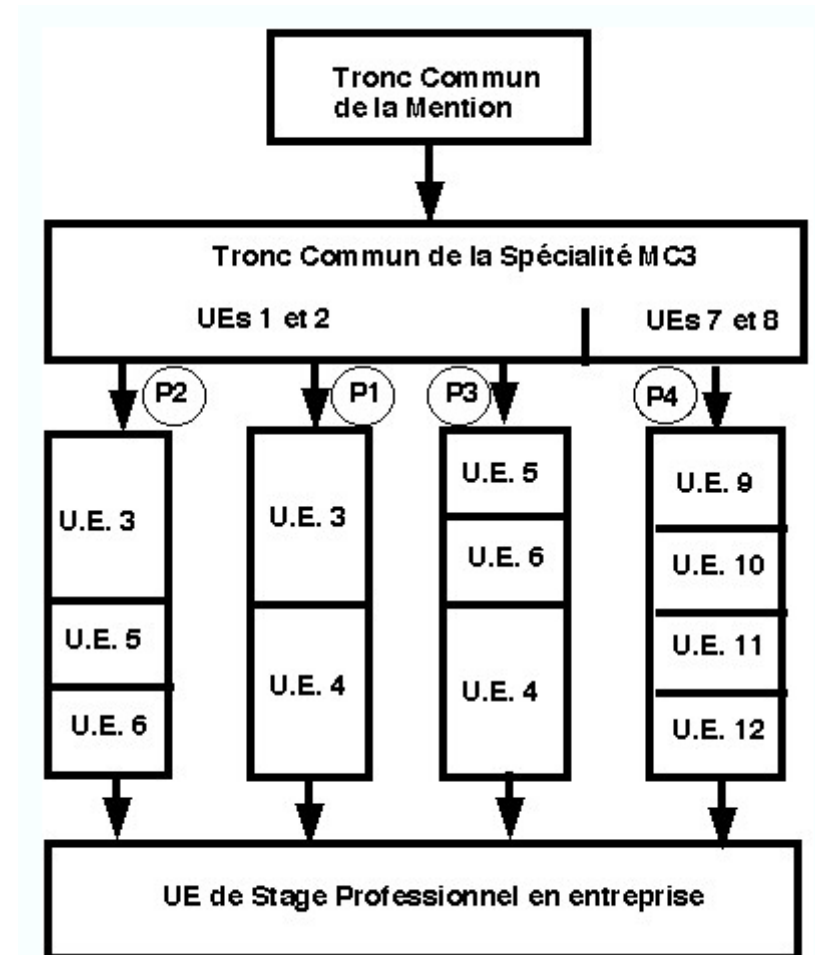 Tronc Commun
de la Mention
Tronc Commun de la Spécialité MC3
UEs 1 et 2
UEs 7 et 8
P2
P1
P3
P4
U.E. 3
U.E. 5
U.E. 6
U.E. 3
U.E. 4
U.E. 5
U.E. 6
U.E. 4
U.E. 9
U.E. 10
U.E. 11
U.E. 12
UE de Stage Professionnel en entreprise